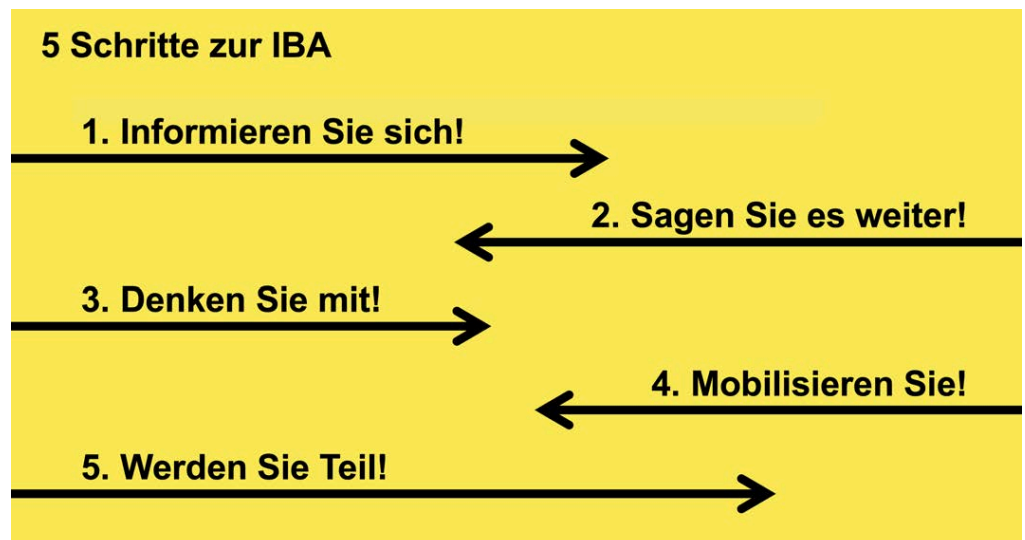 5 Schritte zur IBA
1. Informieren Sie sich!
2. Sagen Sie es weiter!
3. Denken Sie mit!
4. Mobilisieren Sie!
5. Werden Sie Teil!